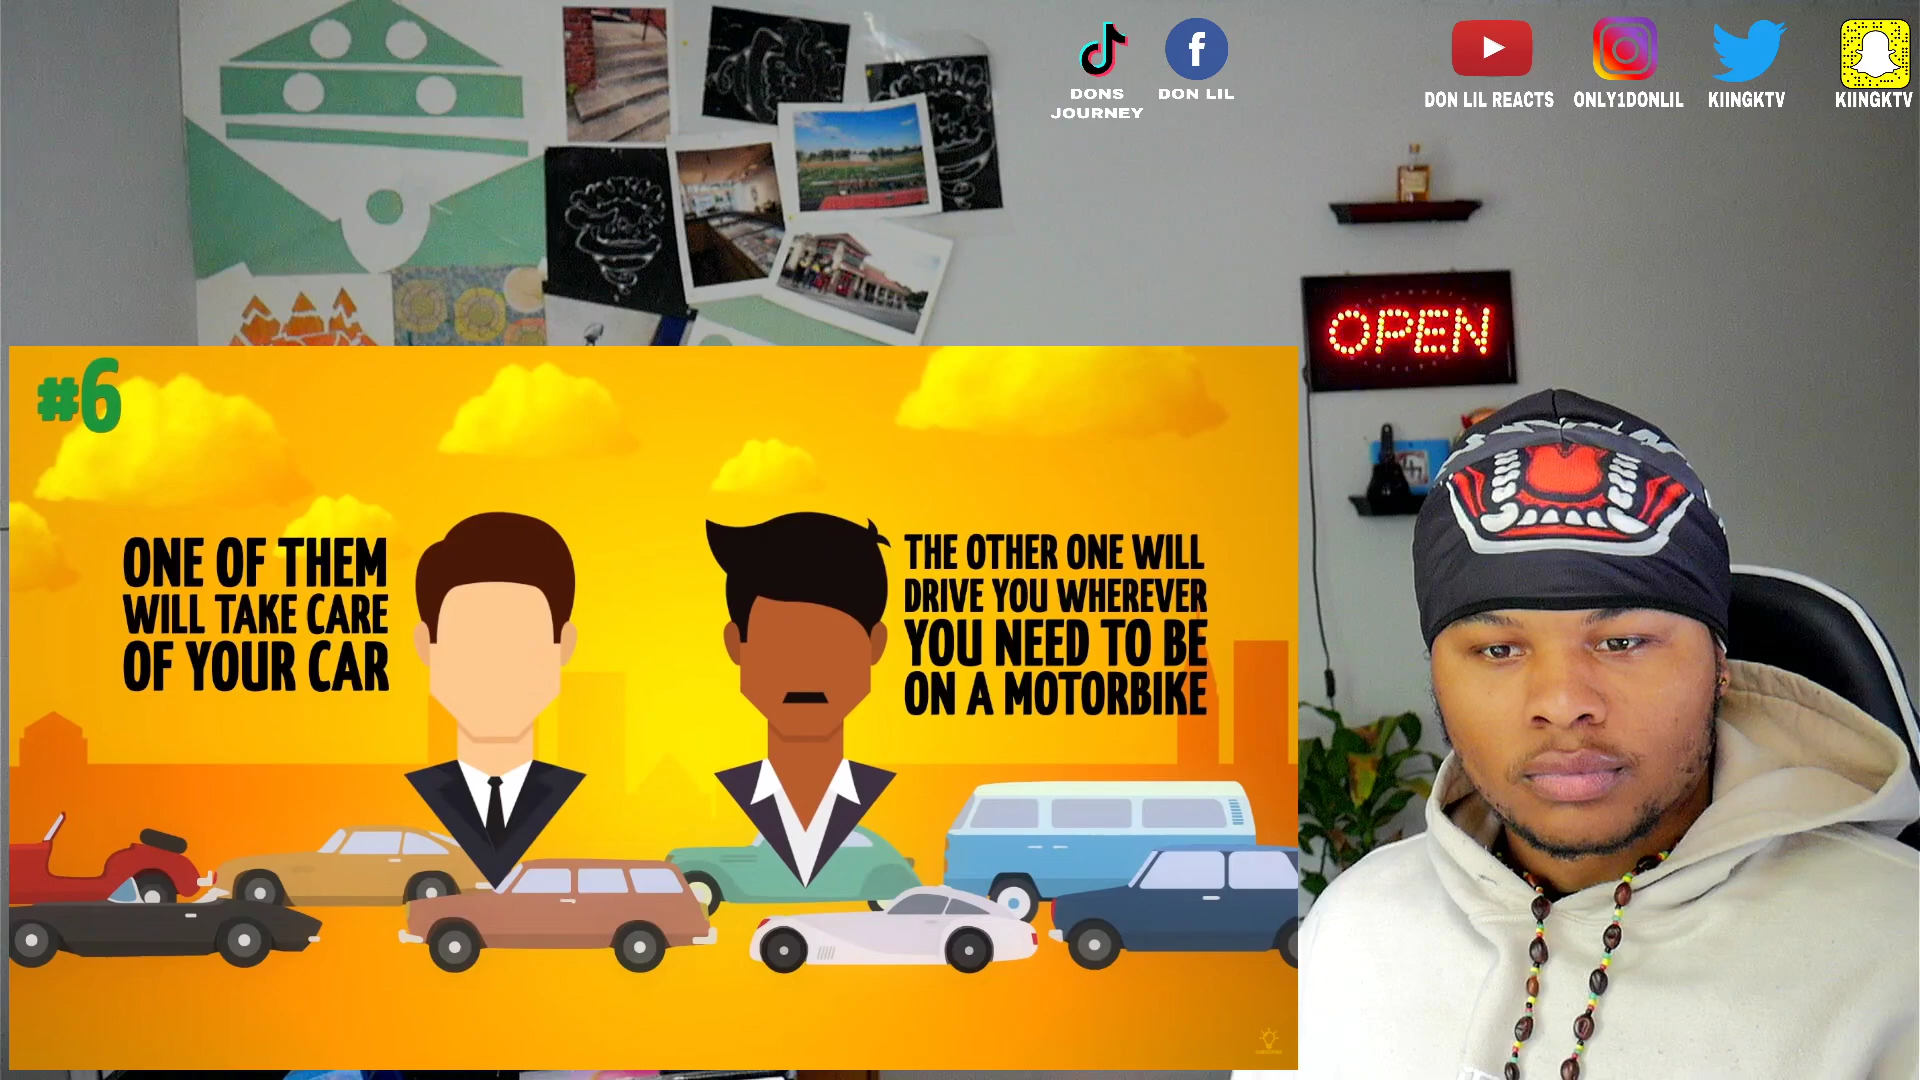 DONS
JOURNEY
DON LIL
DON LIL REACTS
ONLY1DONLIL
KIINGKTV
KIINGKTV
OPEN
#6
ONE OF THEM
WILL TAKE CARE
OF YOUR CAR
THE OTHER ONE WILL
DRIVE YOU WHEREVER
YOU NEED TO BE
ON A MOTORBIKE